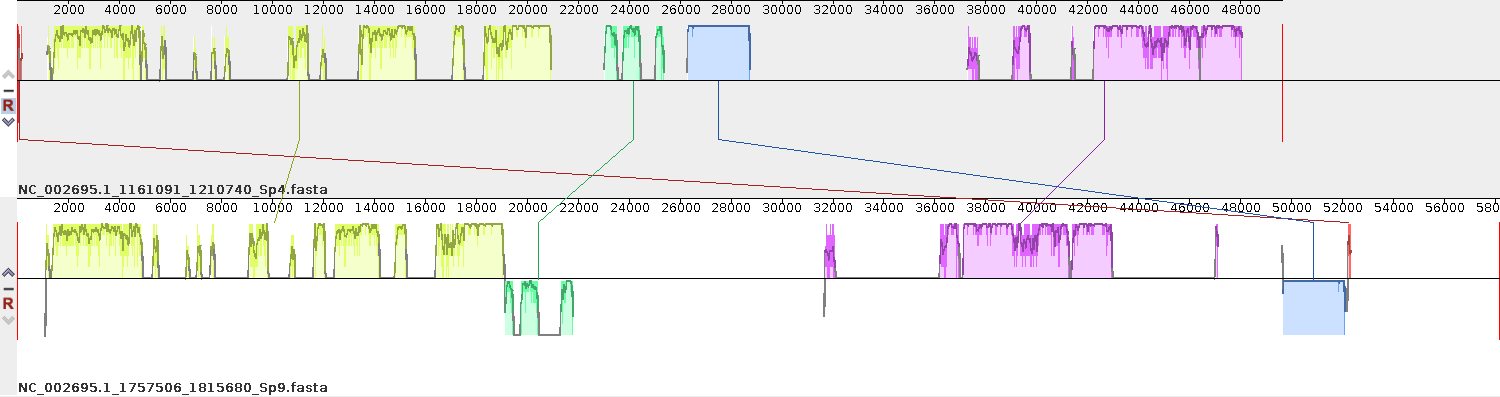 2000 4000 6000 8000 10000 12000 14000 16000 18000 20000 22000 24000 26000 28000 30000 32000 34000 36000 38000 40000 42000 44000 46000 48000
R
NC_002695.1_1161091_1210740_Sp4.fasta
2000 4000 6000 8000 10000 12000 14000 16000 18000 20000 22000 24000 26000 28000 30000 32000 34000 36000 38000 40000 42000 44000 46000 48000 50000 52000 54000 56000 580
R
NC_002695.1_1757506_1815680_Sp9.fasta